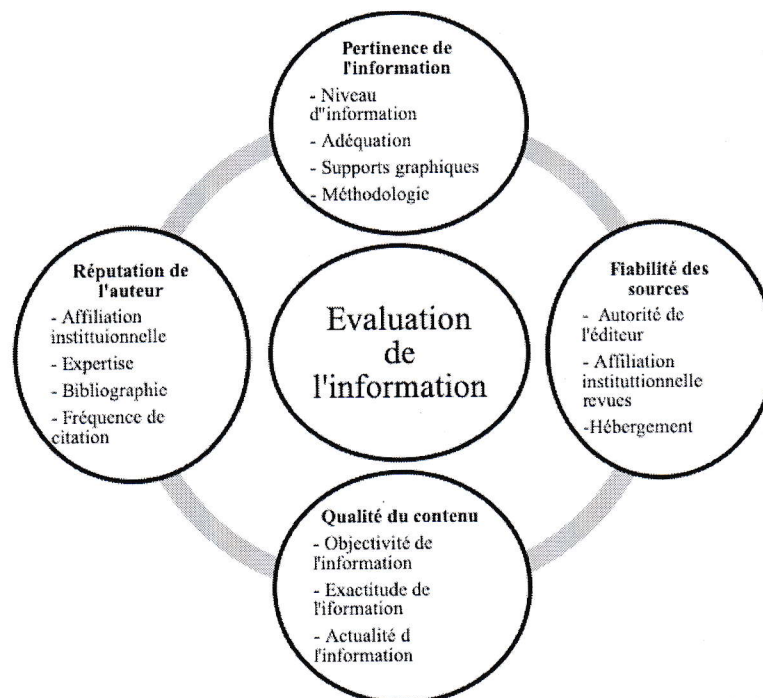 Pertinence de
l'information
- Niveau
d"information
- Adéquation
- Supports graphiques
- Méthodologie
Réputation de
l'auteur
- Affiliation
instituionnelle
- Expertise
- Bibliographie
- Fréquence de
citation
Evaluation
de
l'information
Fiabilité des
sources
- Autorité de
l'éditeur
- Affiliation
instituttionnelle
revues
-Hébergement
Qualité du contenu
- Objectivité de
l'information
- Exactitude de
l'iformation
- Actualité d
l'information